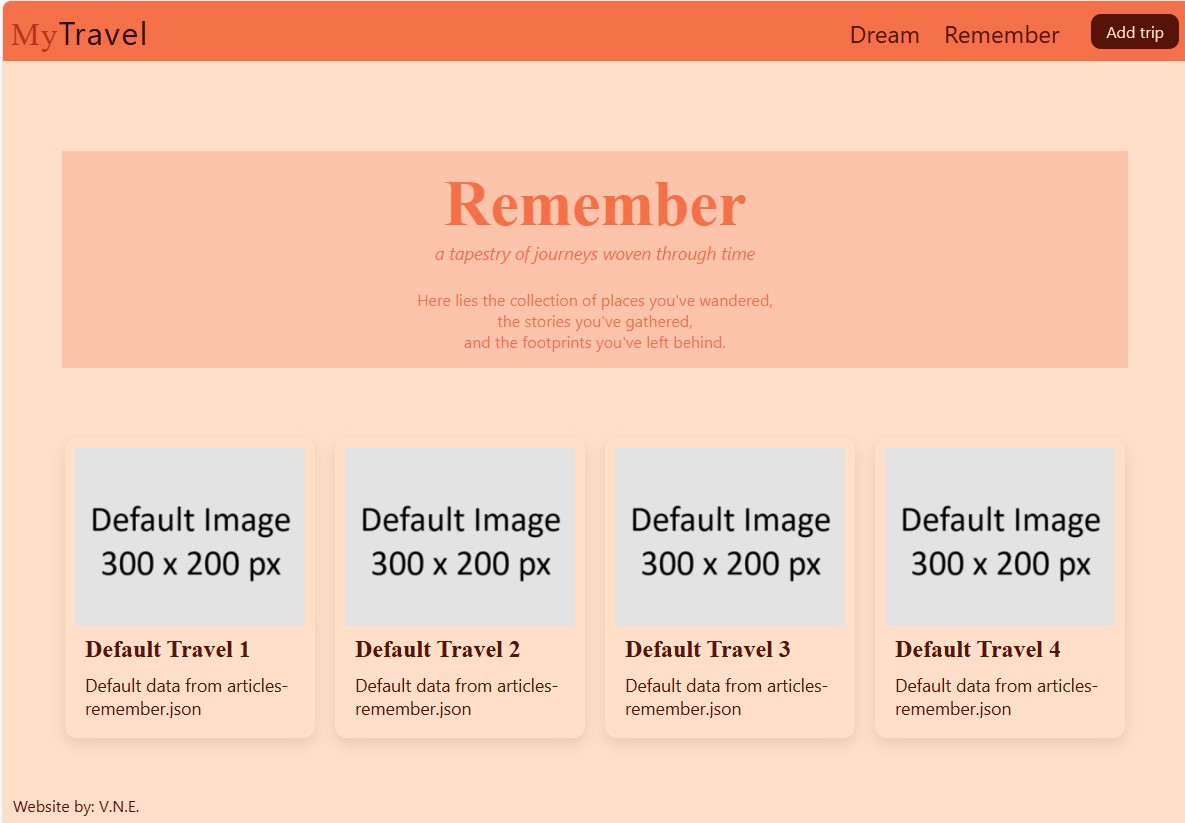 MyTravel
Dream Remember Add trip
Remember
a tapestry of journeys woven through time
Here lies the collection of places you've wandered,
the stories you've gathered,
and the footprints you've left behind.
Default Image
300 x 200 px
Default Travel 1
Default data from articles-
remember.json
Default Image
300 x 200 px
Default Travel 2
Default data from articles-
remember.json
Default Image
300 x 200 px
Default Travel 3
Default data from articles-
remember.json
Default Image
300 x 200 px
Default Travel 4
Default data from articles-
remember.json
Website by: V.N.E.